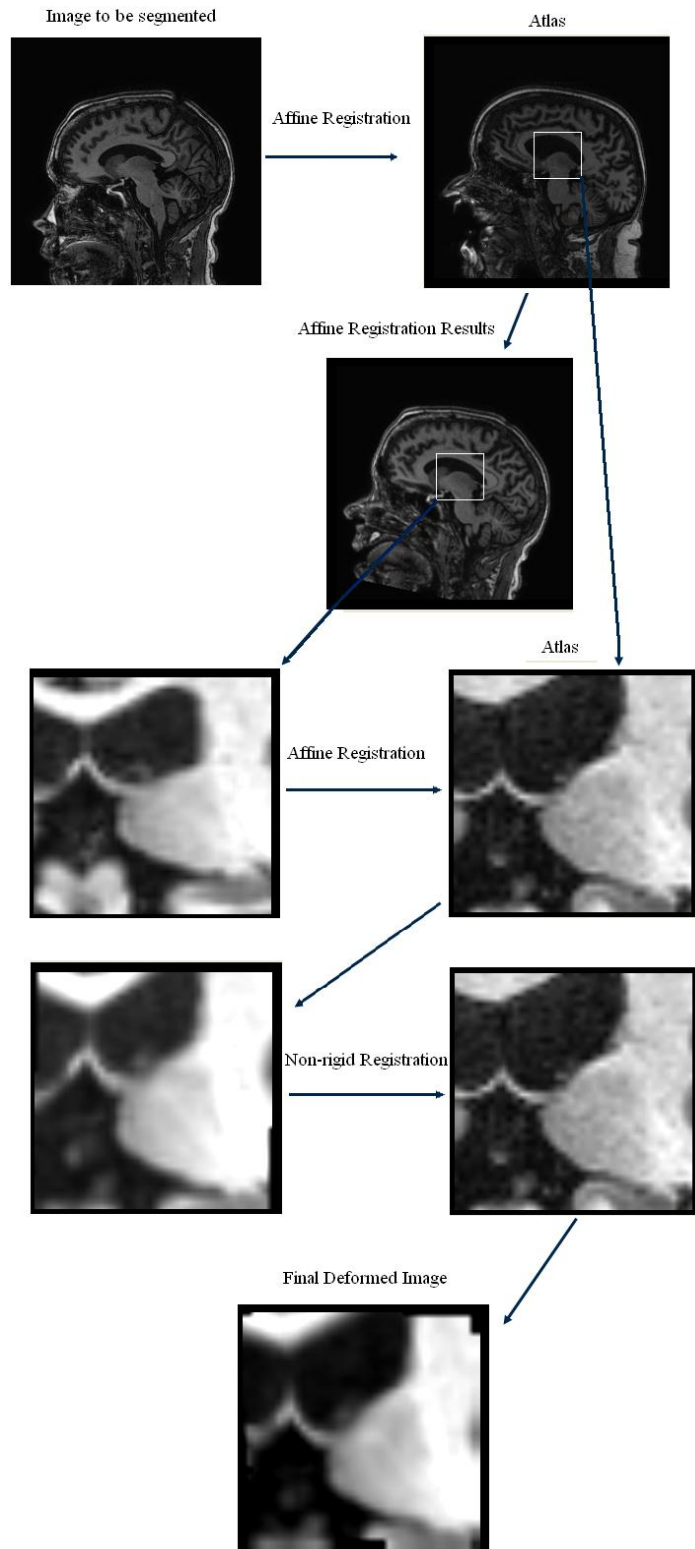 Image to be segmented
Atlas
Affine Registration
Affine Registration Results
Atlas
Affine Registration
Non-rigid Registration
Final Deformed Image